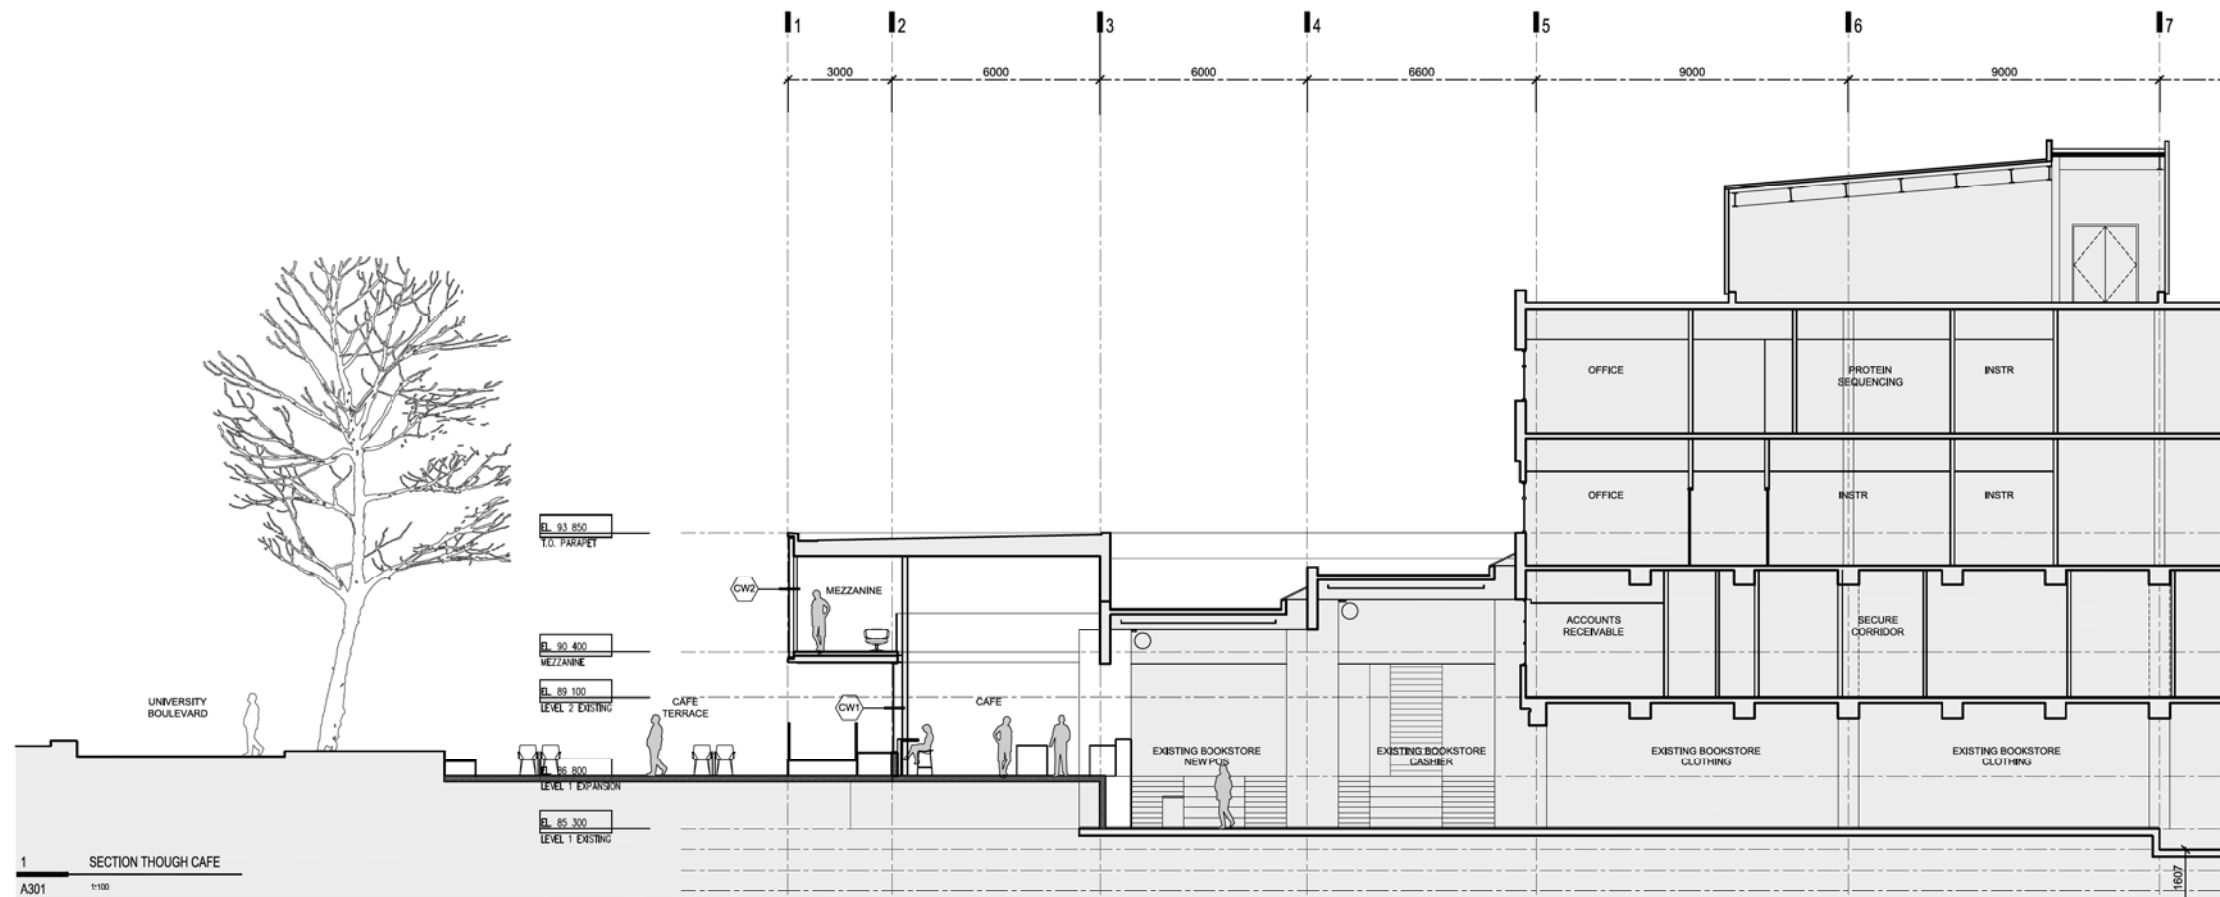 1
2
3
4
5
6
7
3000
6000
6000
6600
9000
9000
OFFICE
PROTEIN
SEQUENCING
INSTR
OFFICE
INSTR
INSTR
EL. 93 850
T.O. PARAPET
CW2
MEZZANINE
ACCOUNTS
RECEIVABLE
SECURE
CORRIDOR
EL. 90 400
MEZZANINE
EL. 89 100
LEVEL 2 EXISTING
UNIVERSITY
BOULEVARD
CAFE
TERRACE
CW1
CAFE
EXISTING BOOKSTORE
NEW POS
EXISTING BOOKSTORE
CASHIER
EXISTING BOOKSTORE
CLOTHING
EXISTING BOOKSTORE
CLOTHING
EL. 86 800
LEVEL 1 EXPANSION
EL. 85 300
LEVEL 1 EXISTING
1
SECTION THOUGH CAFE
A301
1:100
1607